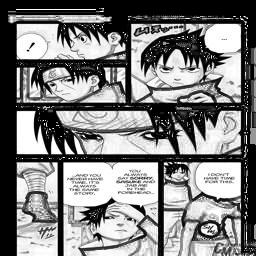 !
...
I DON'T
HAVE TIME
FOR THIS.
YOU
ALWAYS
SAY SORRY,
SASUKE AND
JAB ME
IN THE
FOREHEAD...
...AND YOU
NEVER HAVE
TIME. IT'S
ALWAYS
THE SAME
STORY.